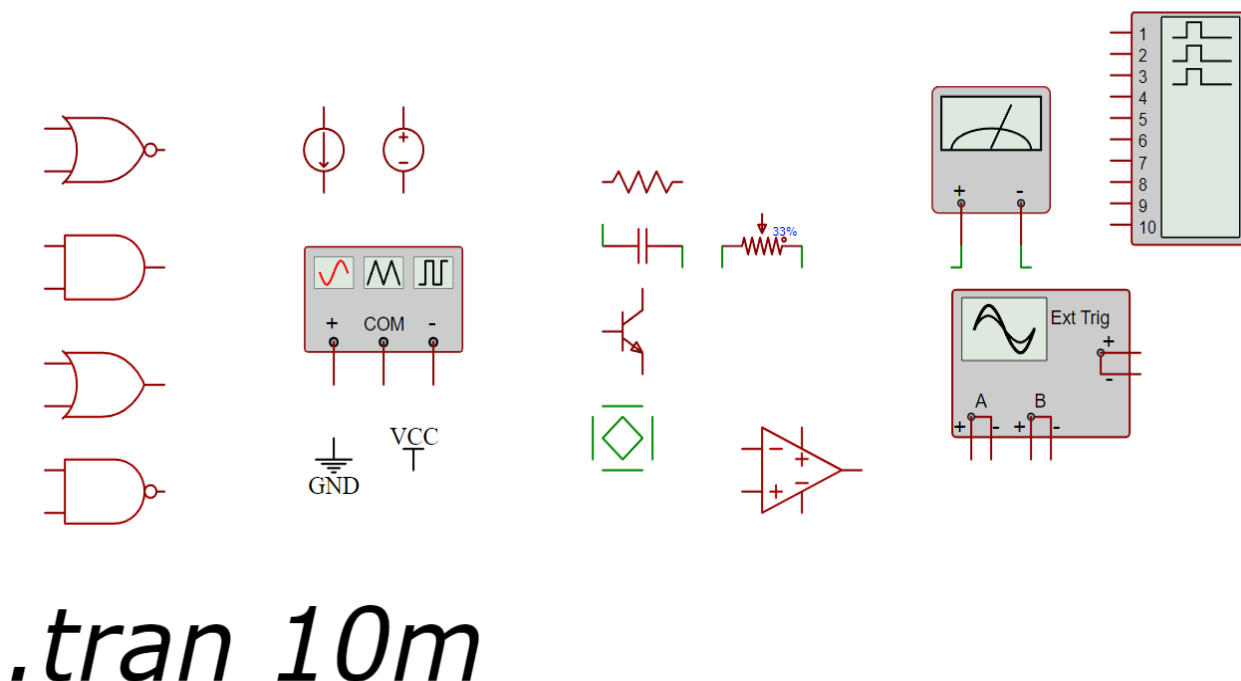 1
2
3
4
5
6
7
8
9
10
+
-
+ -
33%
+ COM -
Ext Trig
+
-
A B
+ - + -
VCC
GND
-
+
+
-
.tran 10m